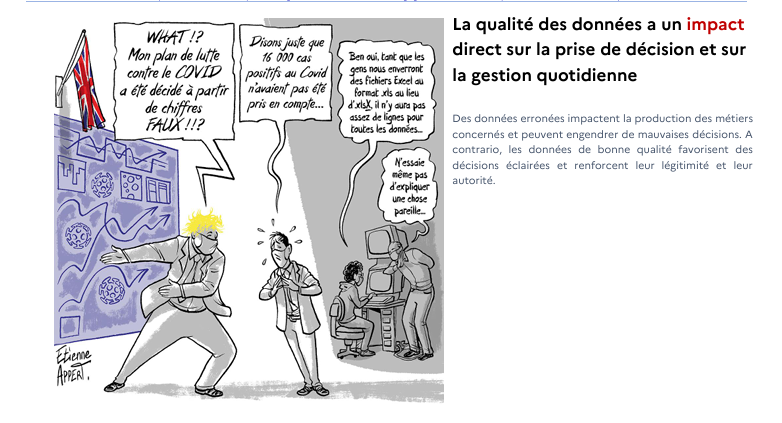 WHAT !?
Mon plan de lutte
contre le COVID
a été décidé à partir
de chiffres
FAUX !!?
Disons juste que
16 000 cas
positifs au Covid
n'avaient pas été
pris en compte...
Ben oui, tant que les
gens nous enverront
des fichiers Excel au
format .xls au lieu
d'.xlsX, il n'y aura pas
assez de lignes pour
toutes les données...
N'essaie
même pas
d'expliquer
une chose
pareille...
Etienne
APPERT.
La qualité des données a un impact
direct sur la prise de décision et sur
la gestion quotidienne
Des données erronées impactent la production des métiers
concernés et peuvent engendrer de mauvaises décisions. A
contrario, les données de bonne qualité favorisent des
décisions éclairées et renforcent leur légitimité et leur
autorité.